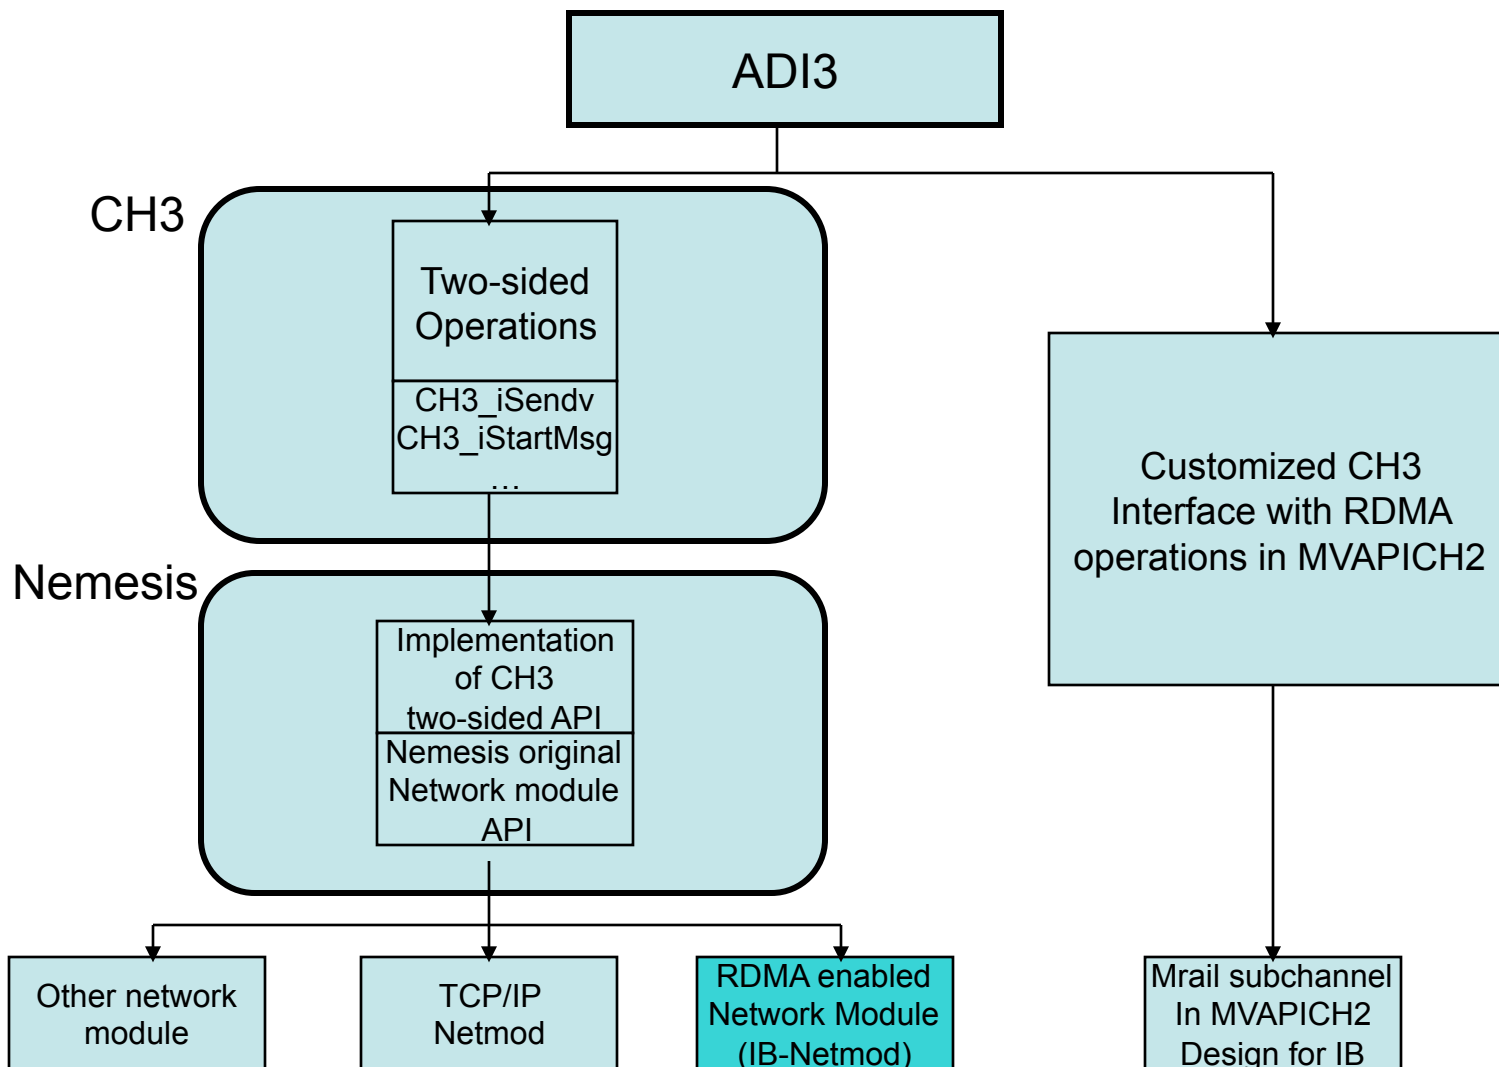 ADI3
CH3
Two-sided
Operations
CH3_iSendv
CH3_iStartMsg
…
Customized CH3
Interface with RDMA
operations in MVAPICH2
Nemesis
Implementation
of CH3
two-sided API
Nemesis original
Network module
API
Other network
module
TCP/IP
Netmod
RDMA enabled
Network Module
(IB-Netmod)
Mrail subchannel
In MVAPICH2
Design for IB